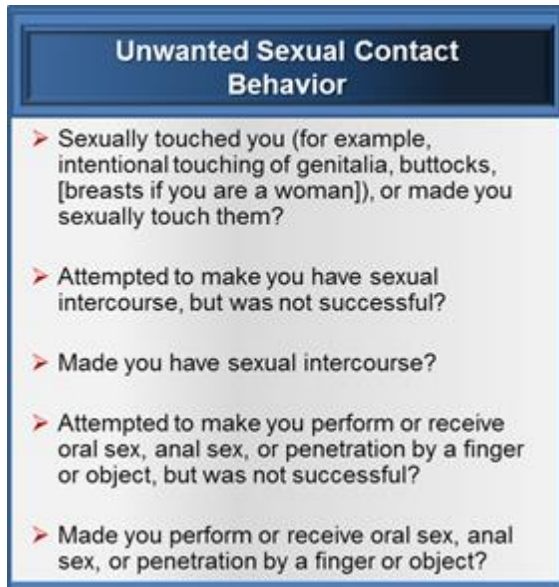 Unwanted Sexual Contact
Behavior
Sexually touched you (for example,
intentional touching of genitalia, buttocks,
[breasts if you are a woman]), or made you
sexually touch them?
Attempted to make you have sexual
intercourse, but was not successful?
Made you have sexual intercourse?
Attempted to make you perform or receive
oral sex, anal sex, or penetration by a finger
or object, but was not successful?
Made you perform or receive oral sex, anal
sex, or penetration by a finger or object?